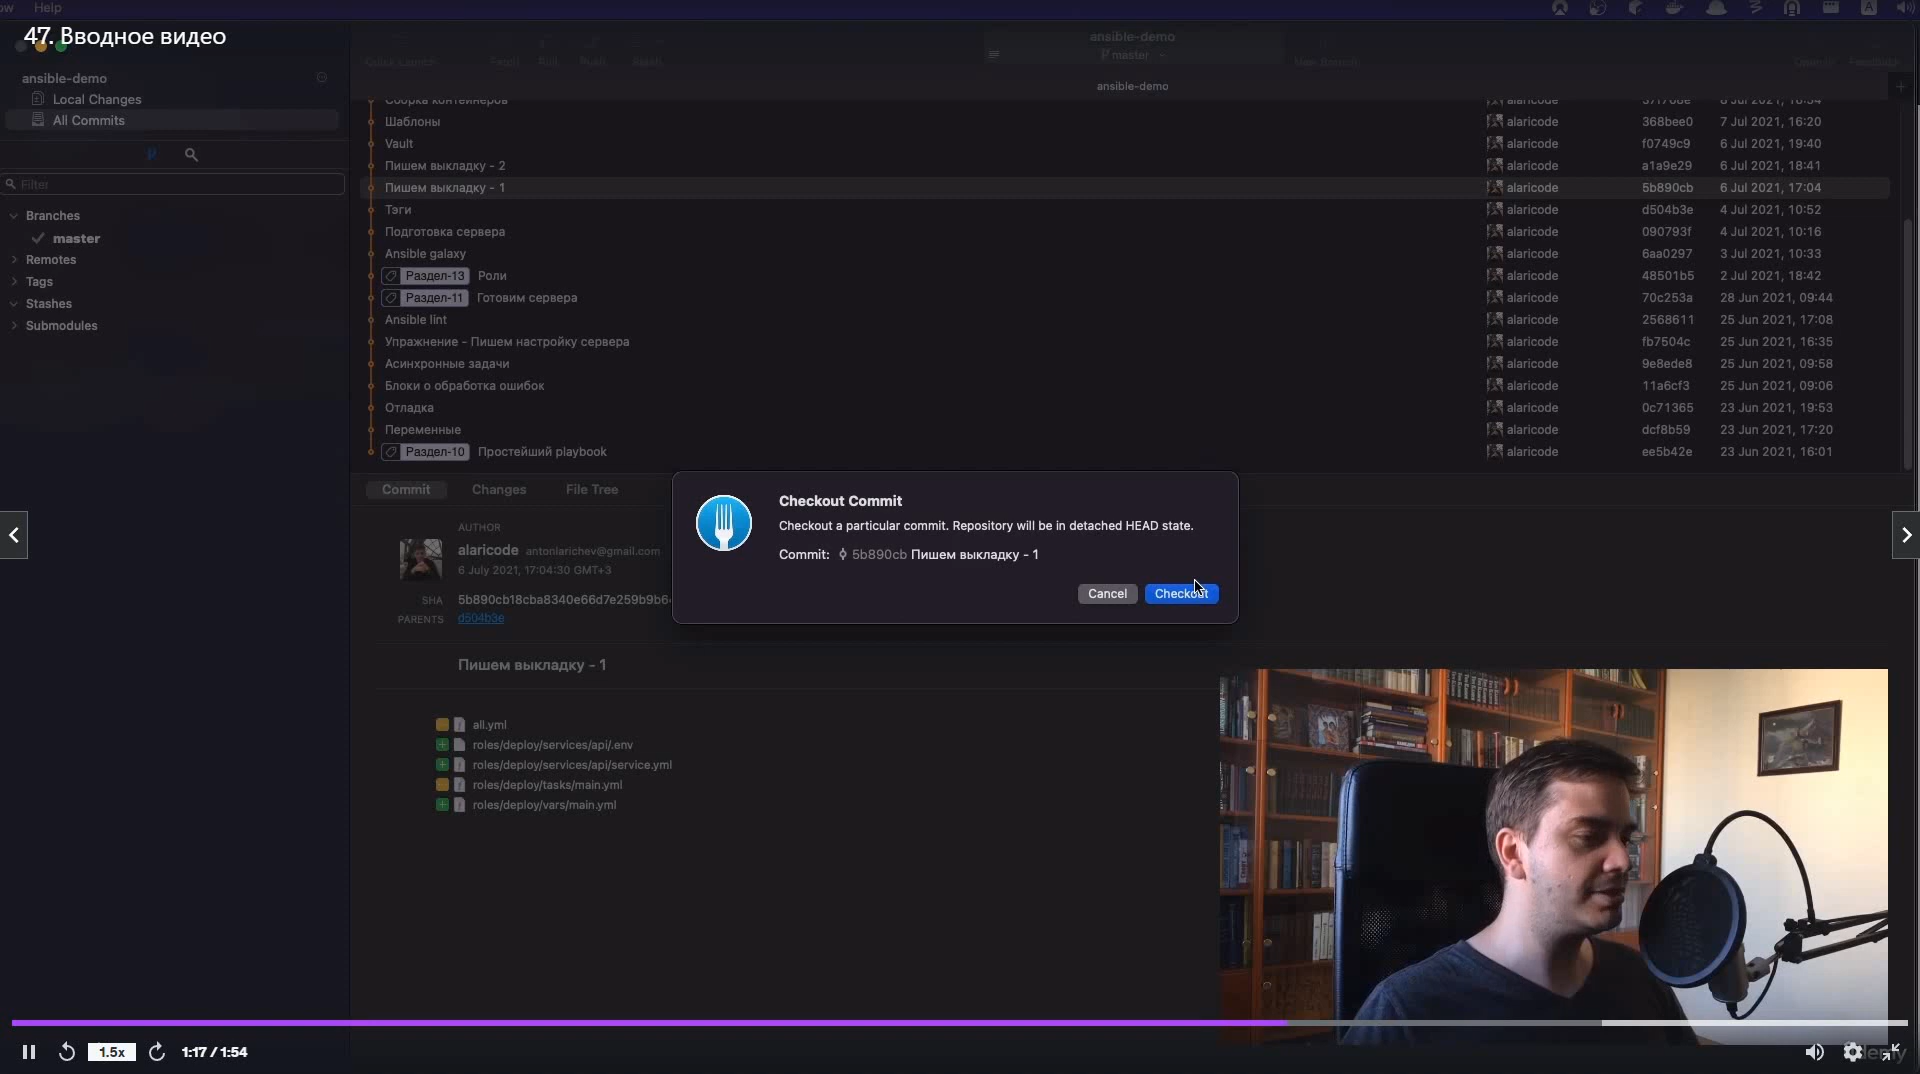 Help
47. Вводное видео
ansible-demo
master
ansible-demo
Local Changes
All Commits
ansible-demo
Filter
Branches
master
Remotes
Tags
Stashes
Submodules
Сборка контейнеров alaricode
Шаблоны alaricode 368bee0 7 Jul 2021, 16:20
Vault alaricode f0749c9 6 Jul 2021, 19:40
Пишем выкладку - 2 alaricode a1a9e29 6 Jul 2021, 18:41
Пишем выкладку - 1 alaricode 5b890cb 6 Jul 2021, 17:04
Тэги alaricode d504b3e 4 Jul 2021, 10:52
Подготовка сервера alaricode 090793f 4 Jul 2021, 10:16
Ansible galaxy alaricode 6aa0297 3 Jul 2021, 10:33
Раздел-13 Роли alaricode 48501b5 2 Jul 2021, 18:42
Раздел-11 Готовим сервера alaricode 70c253a 28 Jun 2021, 09:44
Ansible lint alaricode 2568611 25 Jun 2021, 17:08
Упражнение - Пишем настройку сервера alaricode fb7504c 25 Jun 2021, 16:35
Асинхронные задачи alaricode 9e8ede8 25 Jun 2021, 09:58
Блоки о обработка ошибок alaricode 11a6cf3 25 Jun 2021, 09:06
Отладка alaricode 0c71365 23 Jun 2021, 19:53
Переменные alaricode dcf8b59 23 Jun 2021, 17:20
Раздел-10 Простейший playbook alaricode ee5b42e 23 Jun 2021, 16:01
Commit Changes File Tree
AUTHOR
alaricode antonlarichev@gmail.com
6 July 2021, 17:04:30 GMT+3
SHA 5b890cb18cba8340e66d7e259b9b6
PARENTS d504b3e
Пишем выкладку - 1
all.yml
roles/deploy/services/api/.env
roles/deploy/services/api/service.yml
roles/deploy/tasks/main.yml
roles/deploy/vars/main.yml
Checkout Commit
Checkout a particular commit. Repository will be in detached HEAD state.
Commit: 5b890cb Пишем выкладку - 1
Cancel Checkout
1.5x 1:17 / 1:54